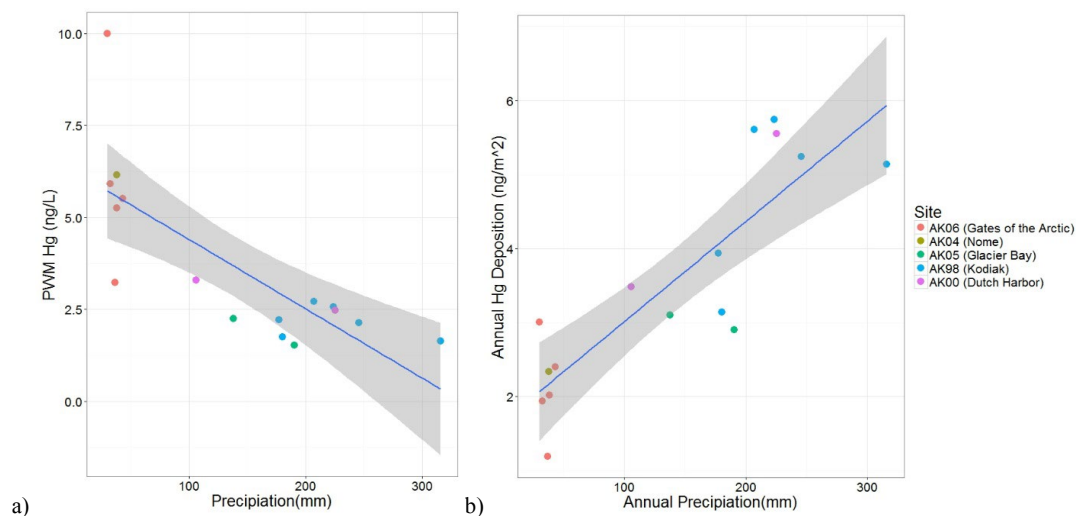 10.0
7.5
5.0
2.5
0.0
PWM Hg (ng/L)
100
200
300
Precipiation(mm)
a)
6
4
2
Annual Hg Deposition (ng/m^2)
100
200
300
Annual Precipiation(mm)
b)
Site
AK06 (Gates of the Arctic)
AK04 (Nome)
AK05 (Glacier Bay)
AK98 (Kodiak)
AK00 (Dutch Harbor)